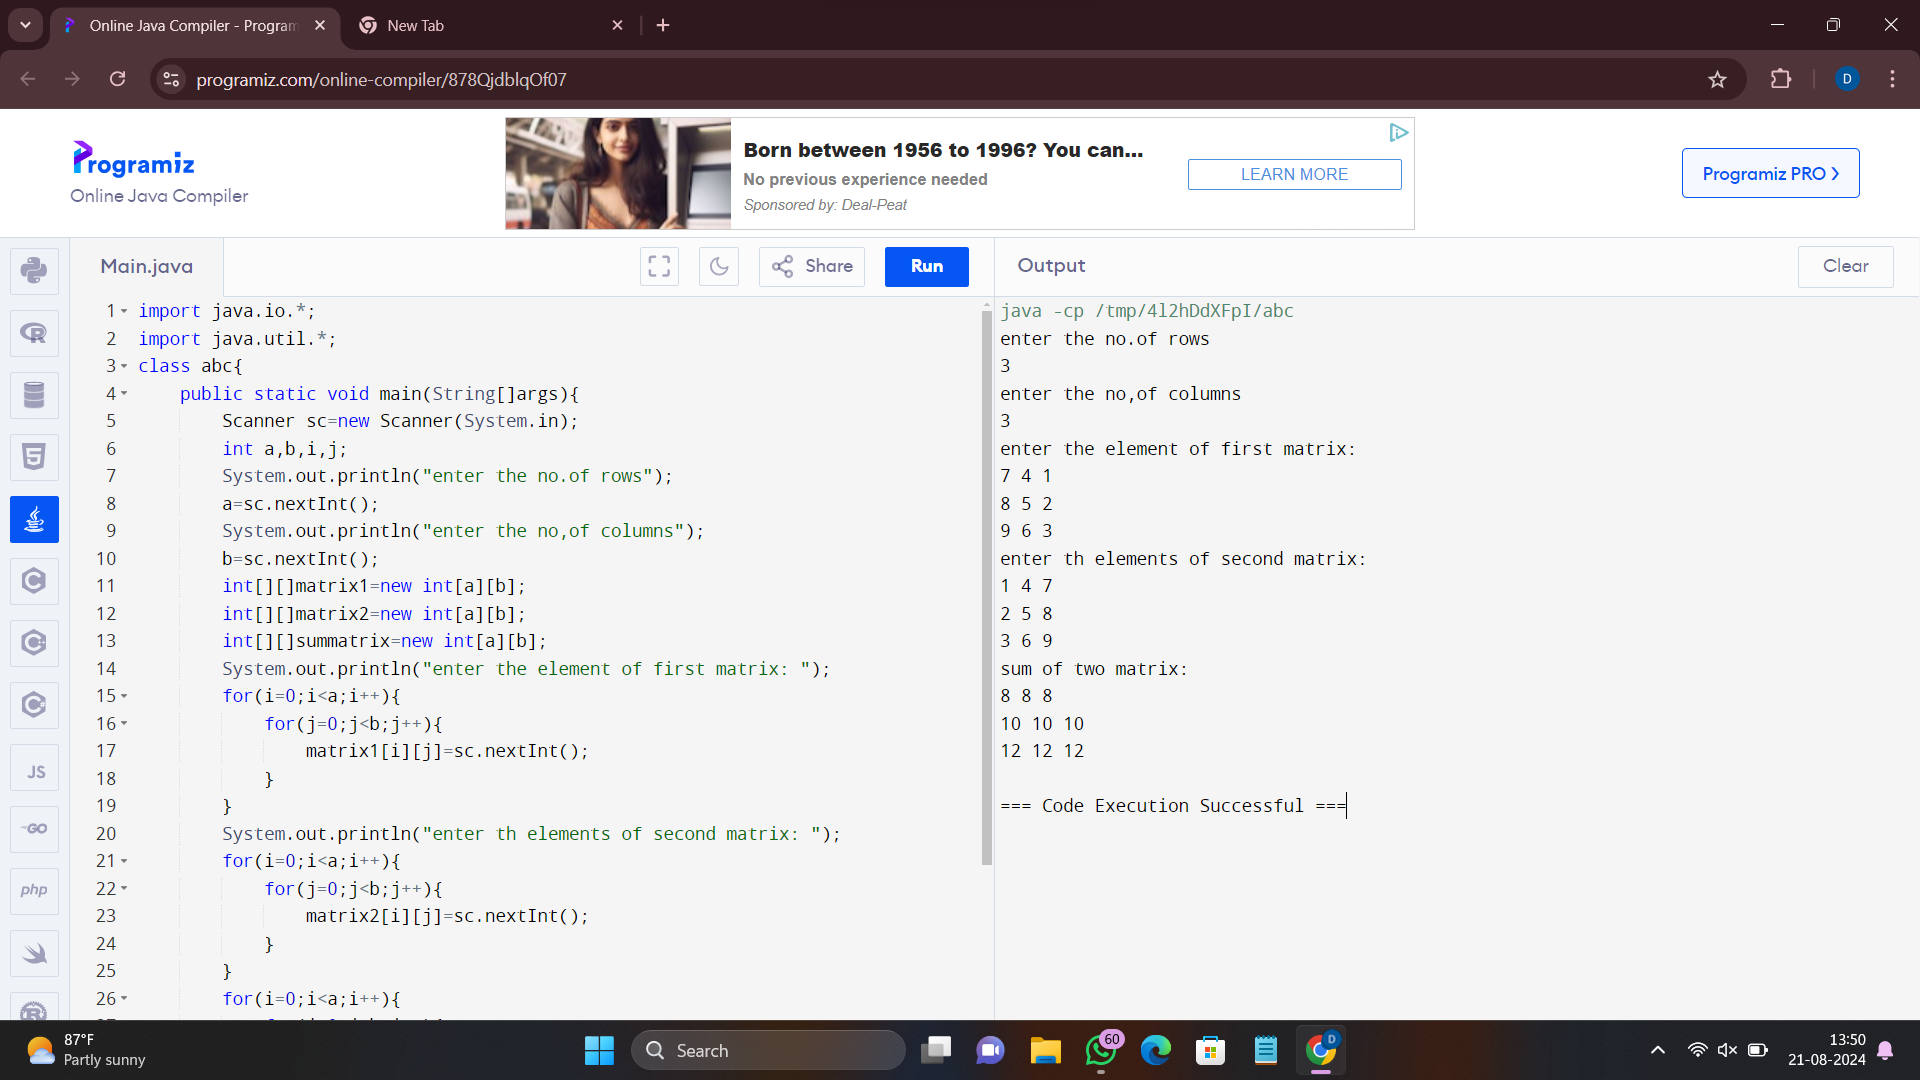 Online Java Compiler - Program
New Tab
programiz.com/online-compiler/878QjdblqOf07
D
Programiz
Online Java Compiler
Born between 1956 to 1996? You can...
No previous experience needed
Sponsored by: Deal-Peat
LEARN MORE
Programiz PRO
Main.java
Share
Run
Output
Clear
JS
GO
php
1 import java.io.*;
2 import java.util.*;
3 class abc{
4 public static void main(String[]args){
5 Scanner sc=new Scanner(System.in);
6 int a,b,i,j;
7 System.out.println("enter the no.of rows");
8 a=sc.nextInt();
9 System.out.println("enter the no,of columns");
10 b=sc.nextInt();
11 int[][]matrix1=new int[a][b];
12 int[][]matrix2=new int[a][b];
13 int[][]summatrix=new int[a][b];
14 System.out.println("enter the element of first matrix: ");
15 for(i=0;i<a;i++){
16 for(j=0;j<b;j++){
17 matrix1[i][j]=sc.nextInt();
18 }
19 }
20 System.out.println("enter th elements of second matrix: ");
21 for(i=0;i<a;i++){
22 for(j=0;j<b;j++){
23 matrix2[i][j]=sc.nextInt();
24 }
25 }
26 for(i=0;i<a;i++){
java -cp /tmp/4l2hDdXFpI/abc
enter the no.of rows
3
enter the no,of columns
3
enter the element of first matrix:
7 4 1
8 5 2
9 6 3
enter th elements of second matrix:
1 4 7
2 5 8
3 6 9
sum of two matrix:
8 8 8
10 10 10
12 12 12
=== Code Execution Successful ===
87°F
Partly sunny
Search
60
D
13:50
21-08-2024